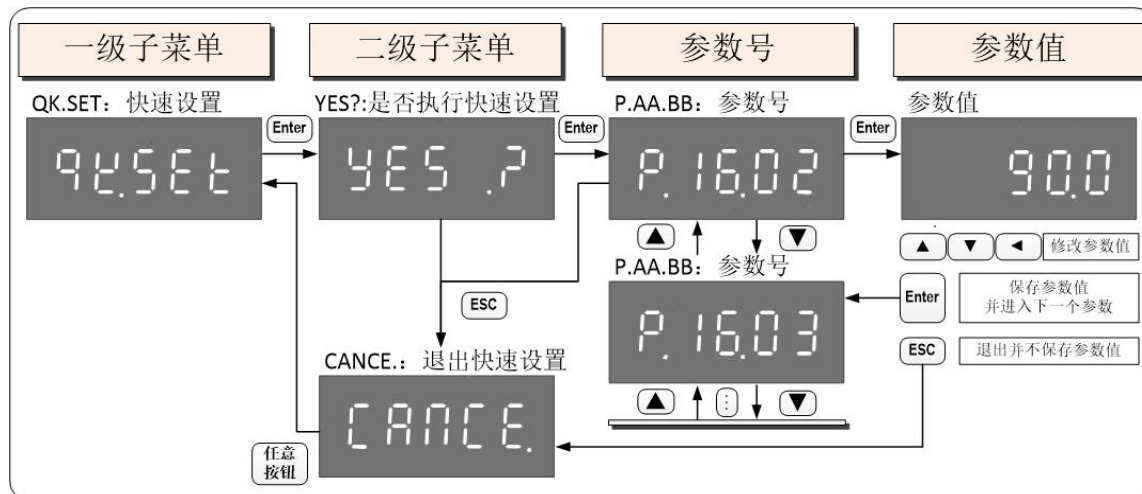 一级子菜单
二级子菜单
参数号
参数值
QK.SET：快速设置
YES?:是否执行快速设置
P.AA.BB：参数号
参数值
Enter
Enter
Enter
qk.SEt
YES .?
P.16.02
90.0
▲
▼
▲ ▼ ◄ 修改参数值
P.AA.BB：参数号
P.16.03
Enter
保存参数值
并进入下一个参数
ESC
ESC
退出并不保存参数值
CANCE.：退出快速设置
CANCE.
▲
⋮
▼
任意
按钮